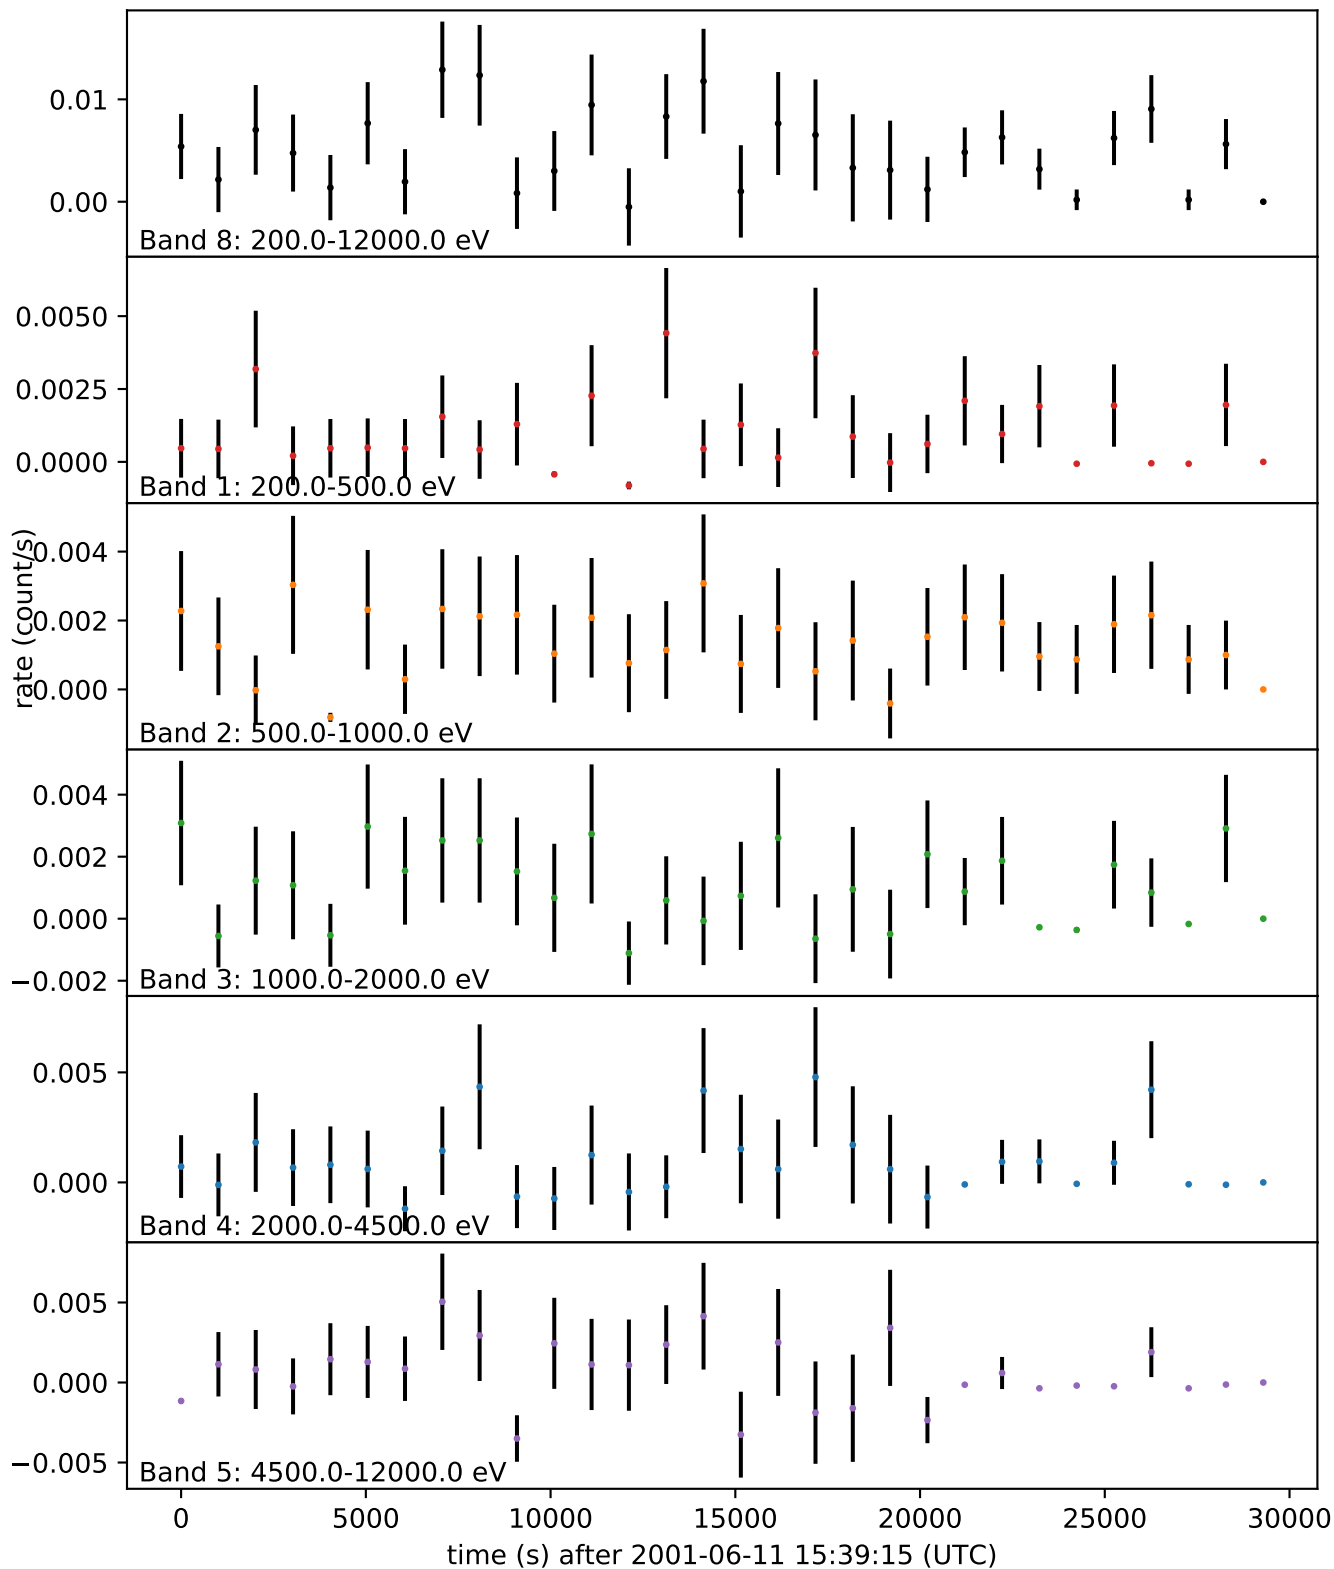 0.01
0.00
Band 8: 200.0-12000.0 eV
0.0050
0.0025
0.0000
Band 1: 200.0-500.0 eV
rate (count/s)
0.004
0.002
0.000
Band 2: 500.0-1000.0 eV
0.004
0.002
0.000
−0.002
Band 3: 1000.0-2000.0 eV
0.005
0.000
Band 4: 2000.0-4500.0 eV
0.005
0.000
−0.005
Band 5: 4500.0-12000.0 eV
0 5000 10000 15000 20000 25000 30000
time (s) after 2001-06-11 15:39:15 (UTC)